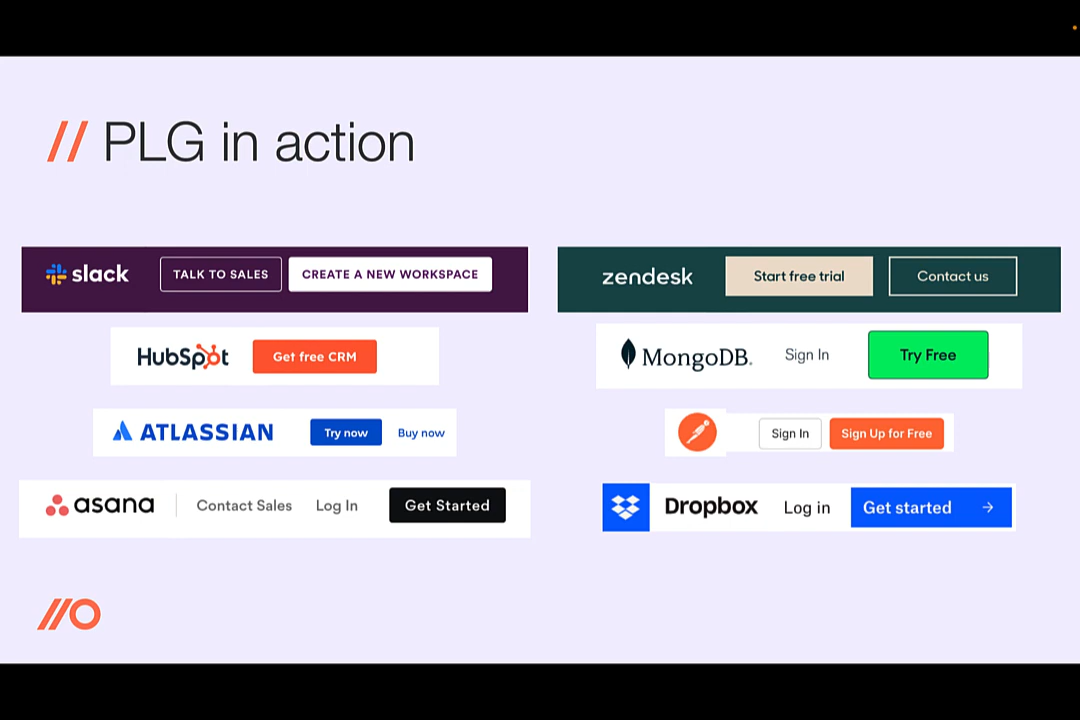 // PLG in action
slack TALK TO SALES CREATE A NEW WORKSPACE
HubSpot Get free CRM
ATLASSIAN Try now Buy now
asana Contact Sales Log In Get Started
zendesk Start free trial Contact us
MongoDB. Sign In Try Free
Sign In Sign Up for Free
Dropbox Log in Get started →
//O